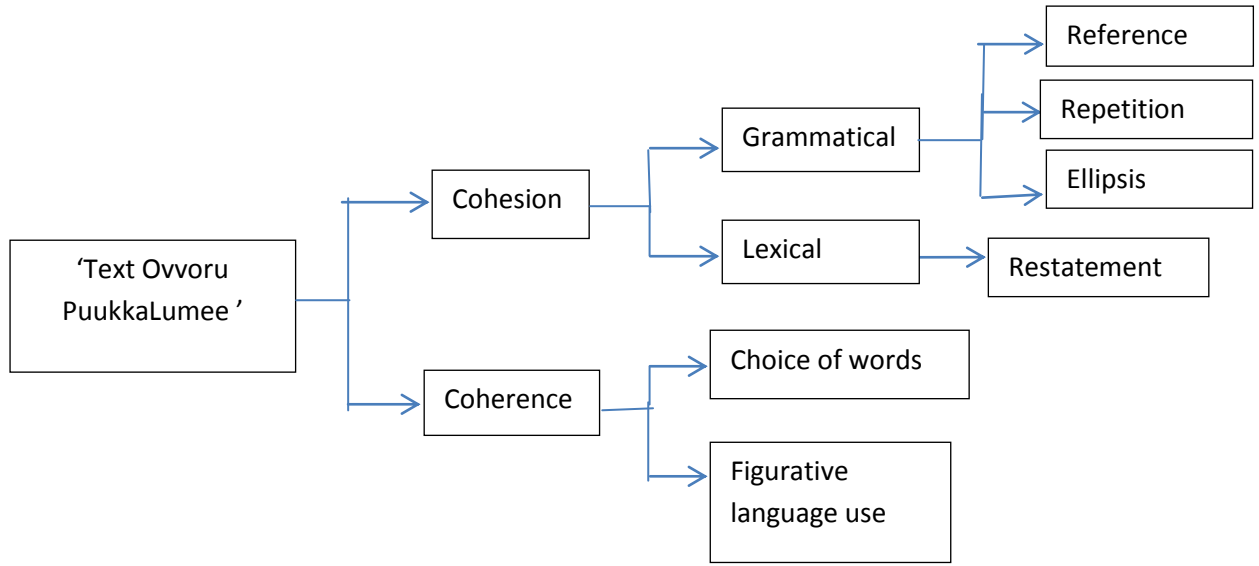 ‘Text Ovvoru
PuukkaLumee ’
Cohesion
Coherence
Grammatical
Lexical
Reference
Repetition
Ellipsis
Restatement
Choice of words
Figurative
language use